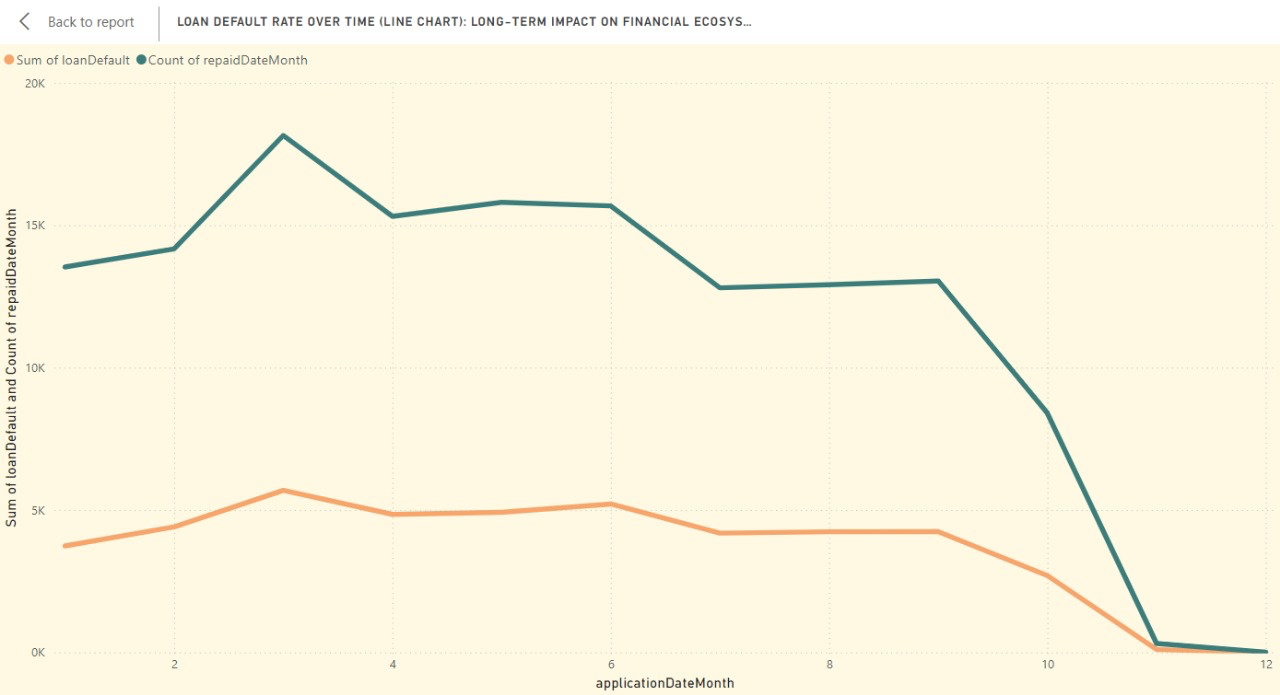 Back to report
LOAN DEFAULT RATE OVER TIME (LINE CHART): LONG-TERM IMPACT ON FINANCIAL ECOSYS...
Sum of loanDefault
Count of repaidDateMonth
Sum of loanDefault and Count of repaidDateMonth
20K
15K
10K
5K
0K
2
4
6
8
10
12
applicationDateMonth